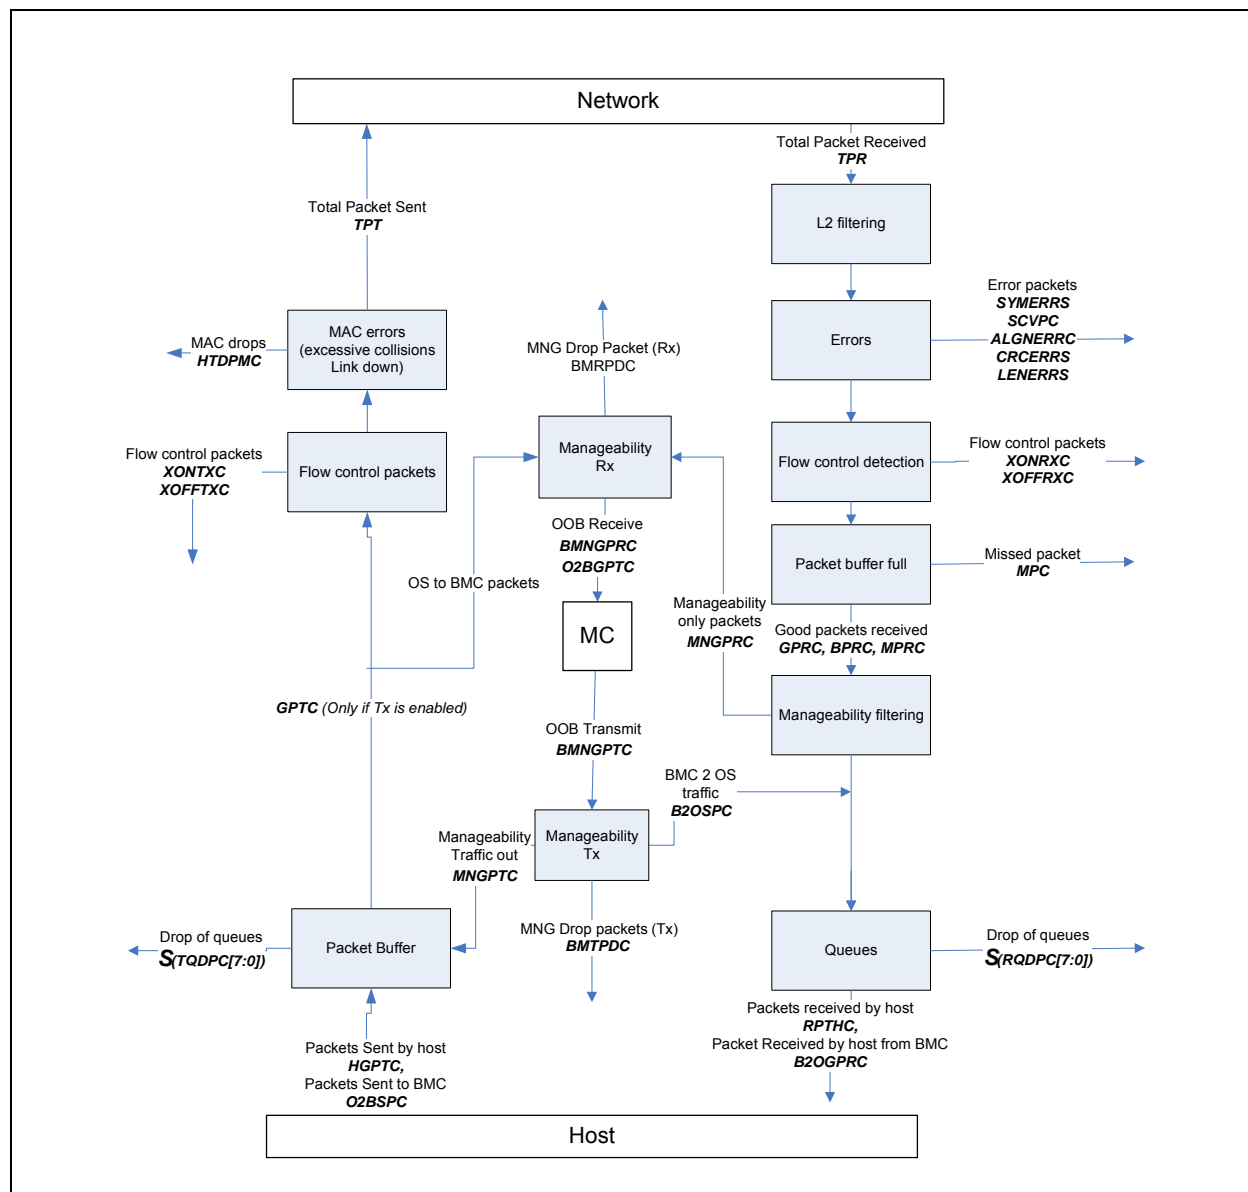 Network
Total Packet Received
TPR
L2 filtering
Total Packet Sent
TPT
Error packets
SYMERRS
SCVPC
ALGNERRC
CRCERRS
LENERRS
Errors
MAC errors
(excessive collisions
Link down)
MAC drops
HTDPMC
MNG Drop Packet (Rx)
BMRPDC
Manageability
Rx
Flow control packets
XONTXC
XOFFTXC
Flow control packets
Flow control detection
Flow control packets
XONRXC
XOFFRXC
OOB Receive
BMNGPRC
O2BGPTC
OS to BMC packets
Packet buffer full
Missed packet
MPC
Manageability
only packets
MNGPRC
Good packets received
GPRC, BPRC, MPRC
MC
GPTC (Only if Tx is enabled)
Manageability filtering
OOB Transmit
BMNGPTC
BMC 2 OS
traffic
B2OSPC
Manageability
Traffic out
MNGPTC
Manageability
Tx
MNG Drop packets (Tx)
BMTPDC
Drop of queues
S(TQDPC[7:0])
Packet Buffer
Queues
Drop of queues
S(RQDPC[7:0])
Packets received by host
RPTHC,
Packet Received by host from BMC
B2OGPRC
Packets Sent by host
HGPTC,
Packets Sent to BMC
O2BSPC
Host